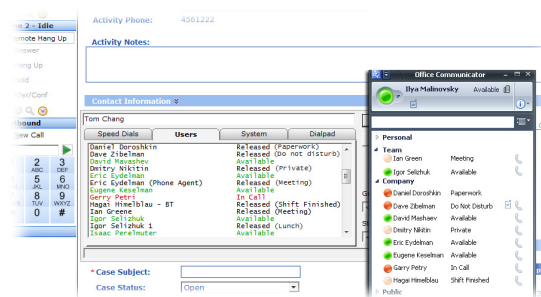 Activity Phone: 4561222
ne 2 - Idle
emote Hang Up
Answer
Hang Up
Hold
Xfer/Conf
Activity Notes:
Contact Information
bound
New Call
2 ABC 3 DEF
5 JKL 6 MNO
8 TUV 9 WXYZ
0 #
Tom Chang
Speed Dials Users System Dialpad
Daniel Doroshkin Released (Paperwork)
Dave Zibelman Released (Do not disturb)
David Mavashev Available
Dmitry Nikitin Released (Private)
Eric Eydelman Available
Eric Eydelman (Phone Agent) Released (Meeting)
Eugene Keselman Available
Gerry Petri In Call
Hagai Himelblau - BT Released (Shift Finished)
Ian Greene Released (Meeting)
Igor Selizhuk Available
Igor Selizhuk 1 Released (Lunch)
Isaac Perelmuter Available
*Case Subject:
Case Status: Open
Office Communicator
Ilya Malinovsky Available
Personal
Team
Ian Green Meeting
Igor Selizhuk Available
Company
Daniel Doroshkin Paperwork
Dave Zibelman Do Not Disturb
David Mashaev Available
Dmitry Nikitin Private
Eric Eydelman Available
Eugene Keselman Available
Garry Petry In Call
Hagai Himelblau Shift Finished
Public